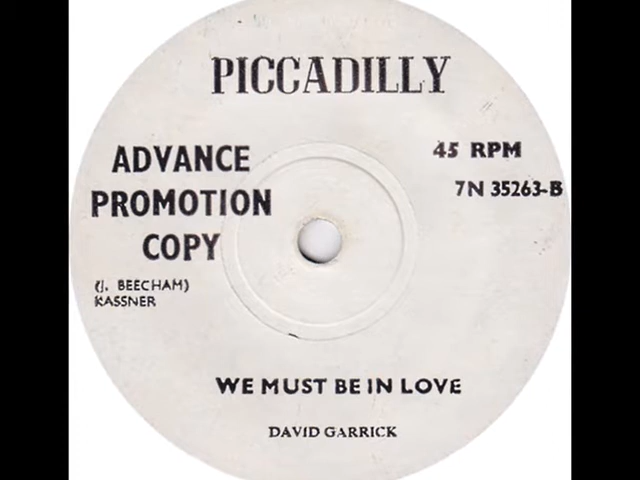 PICCADILLY
ADVANCE
PROMOTION
COPY
45 RPM
7N 35263-B
(J. BEECHAM)
KASSNER
WE MUST BE IN LOVE
DAVID GARRICK